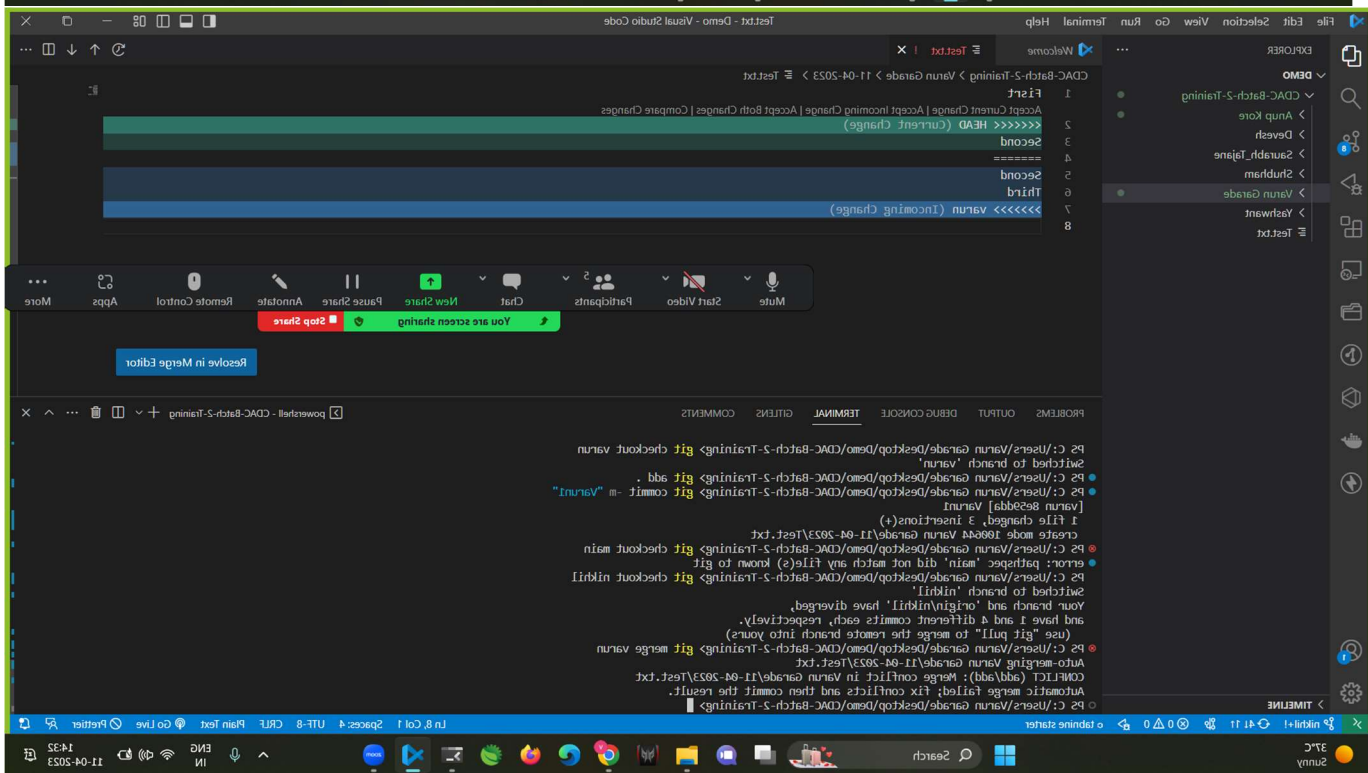 File Edit Selection View Go Run Terminal Help
Test.txt - Demo - Visual Studio Code
EXPLORER
DEMO
CDAC-Batch-2-Training
Anup Kore
Devesh
Saurabh_Tajane
Shubham
Varun Garade
Yashwant
Test.txt
TIMELINE
Welcome
Test.txt !
CDAC-Batch-2-Training > Varun Garade > 11-04-2023 > Test.txt
1 Fisrt
Accept Current Change | Accept Incoming Change | Accept Both Changes | Compare Changes
2 <<<<<<< HEAD (Current Change)
3 Second
4 =======
5 Second
6 Third
7 >>>>>>> varun (Incoming Change)
8
Mute Start Video Participants 5 Chat New Share Pause Share Annotate Remote Control Apps More
You are screen sharing Stop Share
Resolve in Merge Editor
PROBLEMS OUTPUT DEBUG CONSOLE TERMINAL GITLENS COMMENTS
powershell - CDAC-Batch-2-Training
PS C:\Users\Varun Garade\Desktop\Demo\CDAC-Batch-2-Training> git checkout varun
Switched to branch 'varun'
PS C:\Users\Varun Garade\Desktop\Demo\CDAC-Batch-2-Training> git add .
PS C:\Users\Varun Garade\Desktop\Demo\CDAC-Batch-2-Training> git commit -m "Varun1"
[varun 8e59ddd] Varun1
1 file changed, 3 insertions(+)
create mode 100644 Varun Garade/11-04-2023/Test.txt
PS C:\Users\Varun Garade\Desktop\Demo\CDAC-Batch-2-Training> git checkout main
error: pathspec 'main' did not match any file(s) known to git
PS C:\Users\Varun Garade\Desktop\Demo\CDAC-Batch-2-Training> git checkout nikhil
Switched to branch 'nikhil'
Your branch and 'origin/nikhil' have diverged,
and have 1 and 4 different commits each, respectively.
(use "git pull" to merge the remote branch into yours)
PS C:\Users\Varun Garade\Desktop\Demo\CDAC-Batch-2-Training> git merge varun
Auto-merging Varun Garade/11-04-2023/Test.txt
CONFLICT (add/add): Merge conflict in Varun Garade/11-04-2023/Test.txt
Automatic merge failed; fix conflicts and then commit the result.
PS C:\Users\Varun Garade\Desktop\Demo\CDAC-Batch-2-Training>
nikhil+! 4↓ 1↑ 0 0 0 tabnine starter
Ln 8, Col 1 Spaces: 4 UTF-8 CRLF Plain Text Go Live Prettier
37°C
Sunny
Search
ENG
IN
14:32
11-04-2023